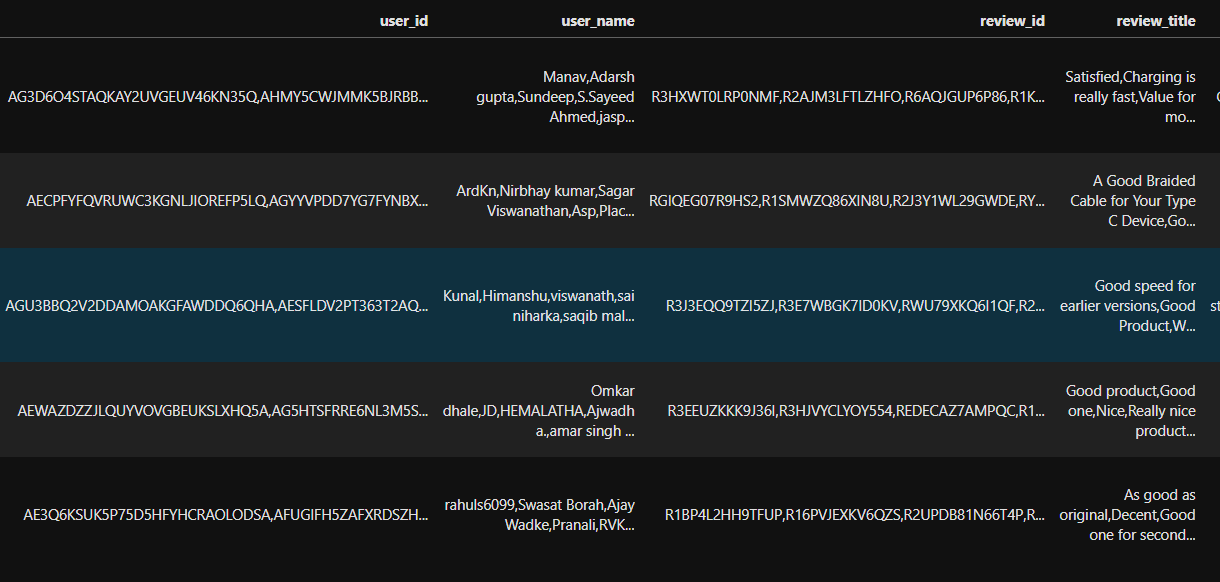 user_id user_name review_id review_title
Manav,Adarsh
gupta,Sundeep,S.Sayeed
Ahmed,jasp...
AG3D6O4STAQKAY2UVGEUV46KN35Q,AHMY5CWJMMK5BJRBB...
R3HXWT0LRP0NMF,R2AJM3LFTLZHFO,R6AQJGUP6P86,R1K...
Satisfied,Charging is
really fast,Value for
mo...
AECPFYFQVRUWC3KGNLJIOREFP5LQ,AGYYVPDD7YG7FYNBX...
ArdKn,Nirbhay kumar,Sagar
Viswanathan,Asp,Plac...
RGIQEG07R9HS2,R1SMWZQ86XIN8U,R2J3Y1WL29GWDE,RY...
A Good Braided
Cable for Your Type
C Device,Go...
AGU3BBQ2V2DDAMOAKGFAWDDQ6QHA,AESFLDV2PT363T2AQ...
Kunal,Himanshu,viswanath,sai
niharka,saqib mal...
R3J3EQQ9TZI5ZJ,R3E7WBGK7ID0KV,RWU79XKQ6I1QF,R2...
Good speed for
earlier versions,Good
Product,W...
AEWAZDZZJLQUYVOVGBEUKSLXHQ5A,AG5HTSFRRE6NL3M5S...
Omkar
dhale,JD,HEMALATHA,Ajwadh
a.,amar singh ...
R3EEUZKKK9J36I,R3HJVYCLYOY554,REDECAZ7AMPQC,R1...
Good product,Good
one,Nice,Really nice
product...
AE3Q6KSUK5P75D5HFYHCRAOLODSA,AFUGIFH5ZAFXRDSZH...
rahuls6099,Swasat Borah,Ajay
Wadke,Pranali,RVK...
R1BP4L2HH9TFUP,R16PVJEXKV6QZS,R2UPDB81N66T4P,R...
As good as
original,Decent,Good
one for second...